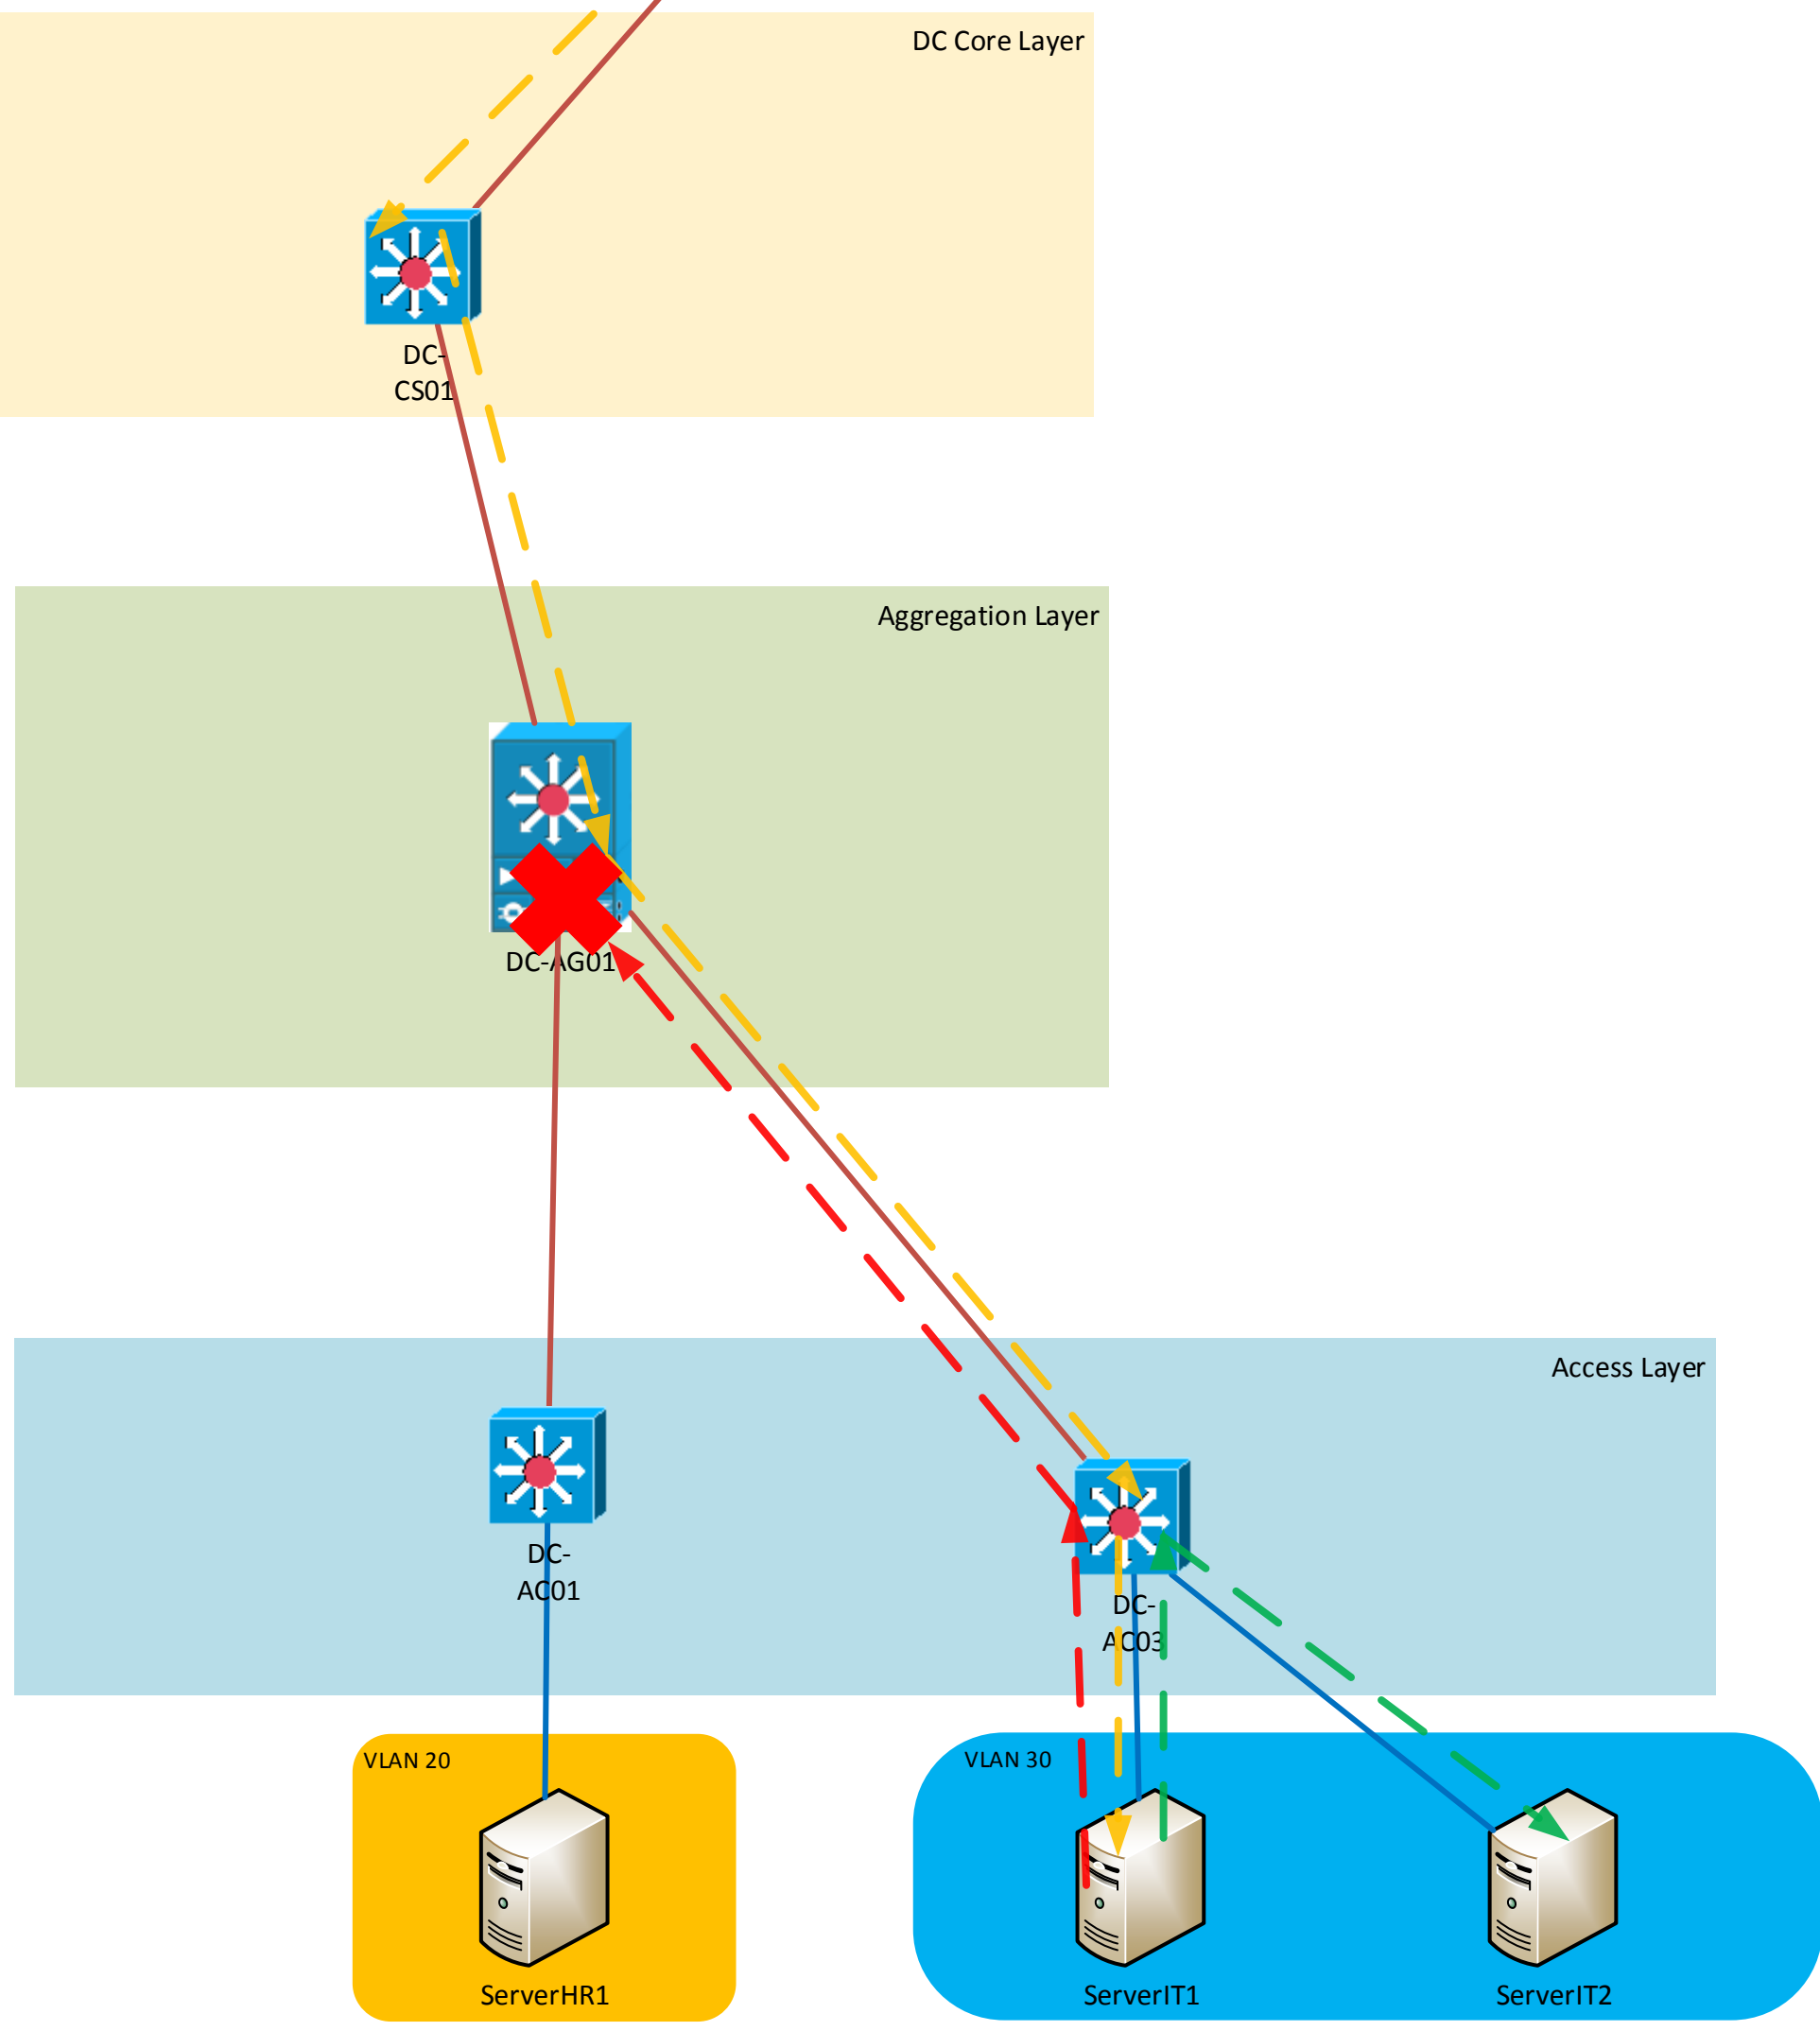 DC Core Layer
DC-
CS01
Aggregation Layer
DC-AG01
Access Layer
DC-
AC01
DC-
AC03
VLAN 20
VLAN 30
ServerHR1
ServerIT1
ServerIT2